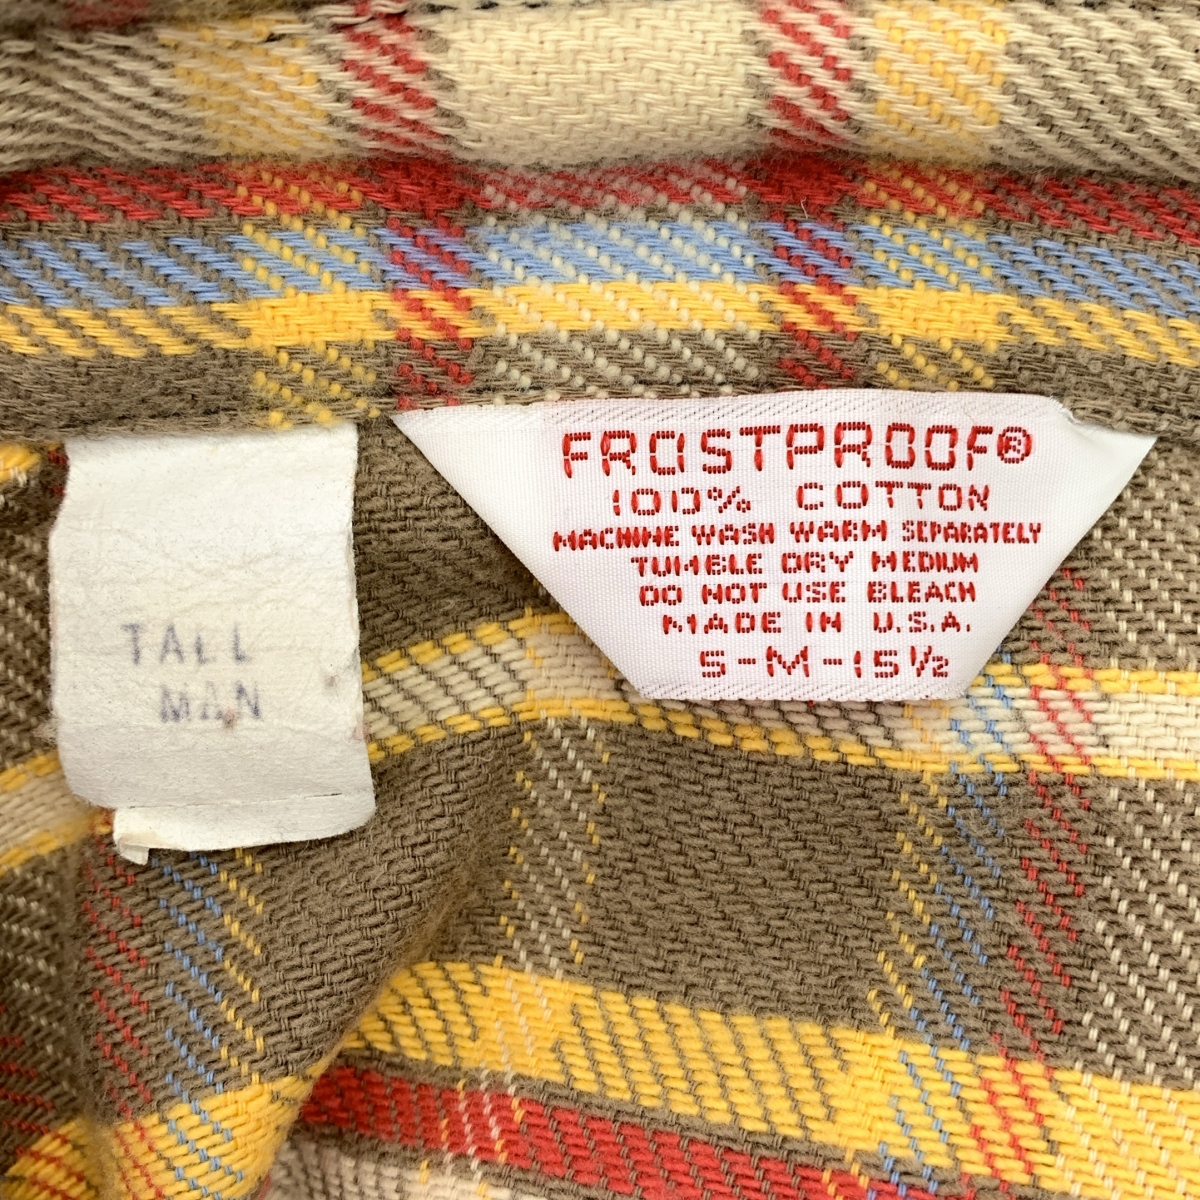 FROSTPROOF®
100% COTTON
MACHINE WASH WARM SEPARATELY
TUMBLE DRY MEDIUM
DO NOT USE BLEACH
MADE IN U.S.A.
S-M-15½
TALL
MAN